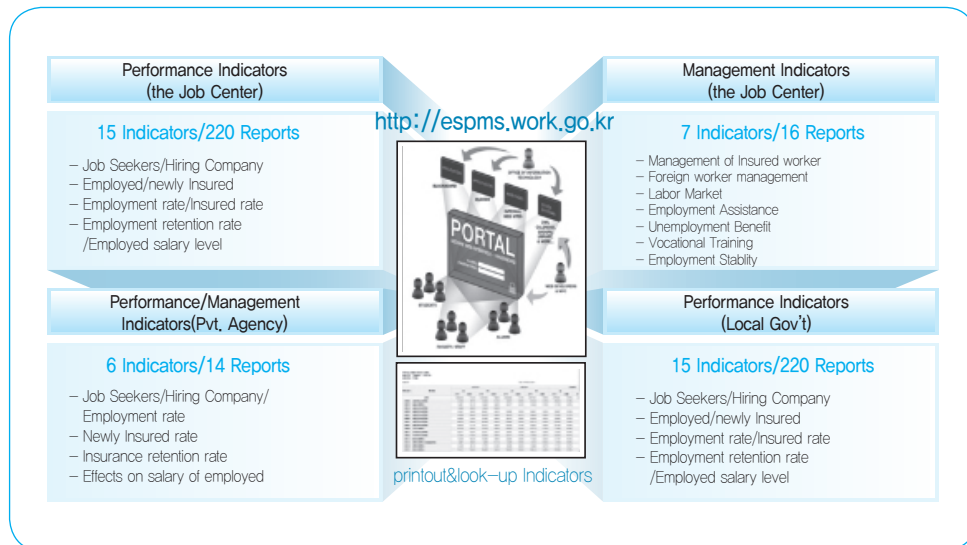 Performance Indicators
(the Job Center)
15 Indicators/220 Reports
– Job Seekers/Hiring Company
– Employed/newly Insured
– Employment rate/Insured rate
– Employment retention rate
/Employed salary level
http://espms.work.go.kr
PORTAL
Management Indicators
(the Job Center)
7 Indicators/16 Reports
– Management of Insured worker
– Foreign worker management
– Labor Market
– Employment Assistance
– Unemployment Benefit
– Vocational Training
– Employment Stablity
Performance/Management
Indicators(Pvt. Agency)
6 Indicators/14 Reports
– Job Seekers/Hiring Company/
Employment rate
– Newly Insured rate
– Insurance retention rate
– Effects on salary of employed
printout&look-up Indicators
Performance Indicators
(Local Gov't)
15 Indicators/220 Reports
– Job Seekers/Hiring Company
– Employed/newly Insured
– Employment rate/Insured rate
– Employment retention rate
/Employed salary level